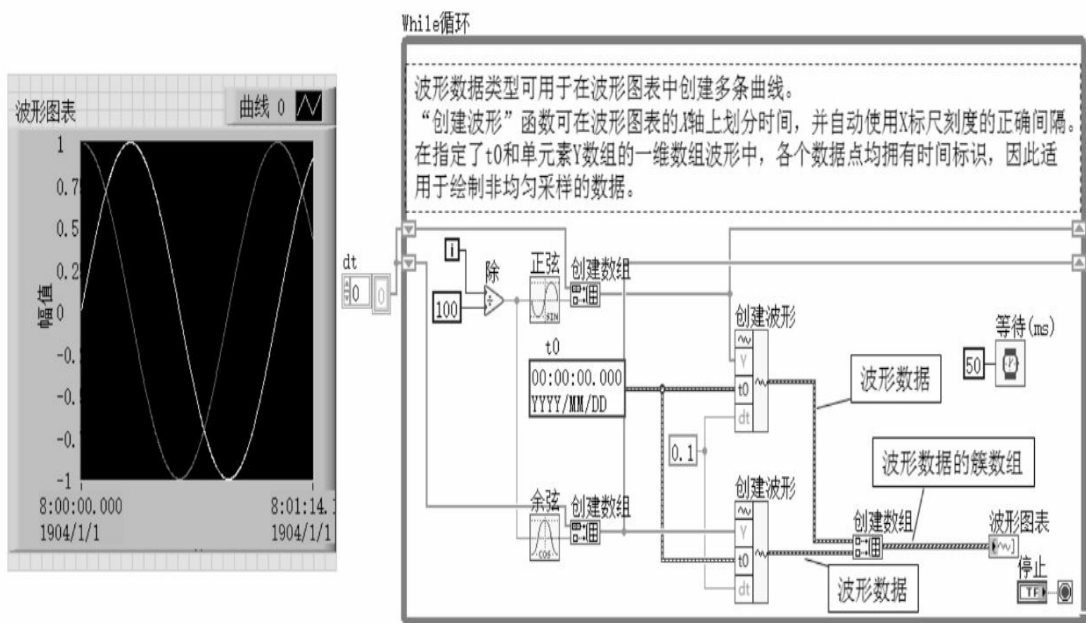 While循环
波形图表
曲线 0
1
0.7
0.5
0.2
0
-0.
-0.
-0.
-1
幅值
8:00:00.000
1904/1/1
8:01:14.
1904/1/1
波形数据类型可用于在波形图表中创建多条曲线。
“创建波形”函数可在波形图表的X轴上划分时间，并自动使用X标尺刻度的正确间隔。
在指定了t0和单元素Y数组的一维数组波形中，各个数据点均拥有时间标识，因此适
用于绘制非均匀采样的数据。
dt
0
0
i
100
除
正弦
SIN
创建数组
t0
00:00:00.000
YYYY/MM/DD
0.1
创建波形
Y
t0
dt
余弦
COS
创建数组
创建波形
Y
t0
dt
波形数据
50
等待(ms)
波形数据的簇数组
创建数组
波形图表
波形数据
停止
TF